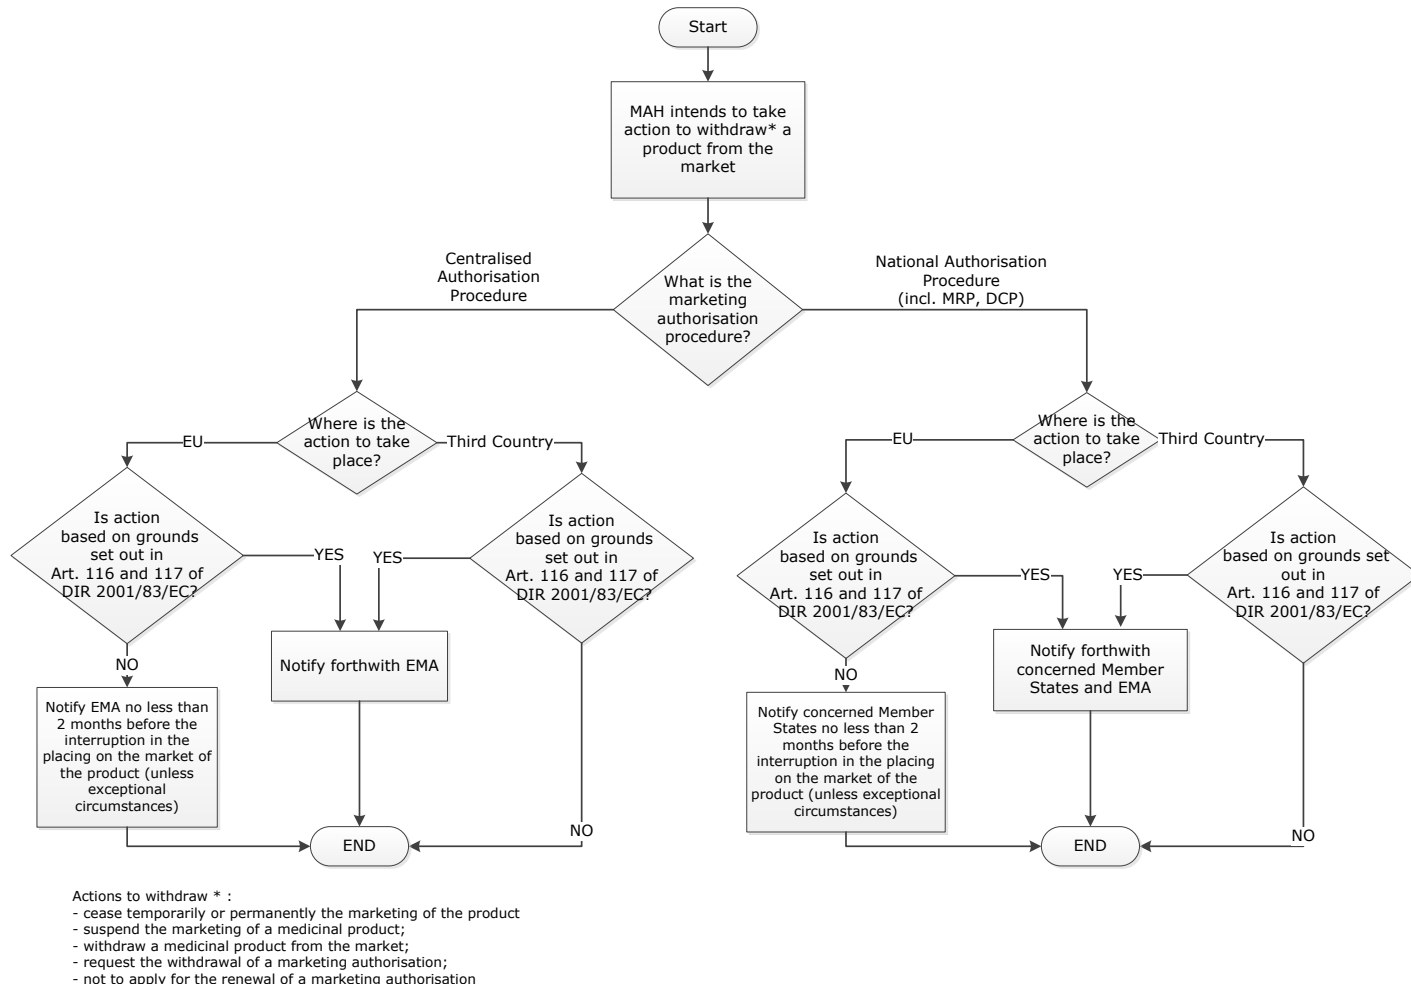 Start
MAH intends to take
action to withdraw* a
product from the
market
Centralised
Authorisation
Procedure
What is the
marketing
authorisation
procedure?
National Authorisation
Procedure
(incl. MRP, DCP)
Where is the
action to take
place?
EU
Third Country
Is action
based on grounds
set out in
Art. 116 and 117 of
DIR 2001/83/EC?
YES
YES
Is action
based on grounds
set out in
Art. 116 and 117 of
DIR 2001/83/EC?
Notify forthwith EMA
NO
Notify EMA no less than
2 months before the
interruption in the
placing on the market of
the product (unless
exceptional
circumstances)
NO
END
Where is the
action to take
place?
EU
Third Country
Is action
based on grounds
set out in
Art. 116 and 117 of
DIR 2001/83/EC?
YES
YES
Is action
based on grounds set
out in
Art. 116 and 117 of
DIR 2001/83/EC?
Notify forthwith
concerned Member
States and EMA
NO
Notify concerned Member
States no less than 2
months before the
interruption in the placing
on the market of the
product (unless exceptional
circumstances)
NO
END
Actions to withdraw * :
- cease temporarily or permanently the marketing of the product
- suspend the marketing of a medicinal product;
- withdraw a medicinal product from the market;
- request the withdrawal of a marketing authorisation;
- not to apply for the renewal of a marketing authorisation